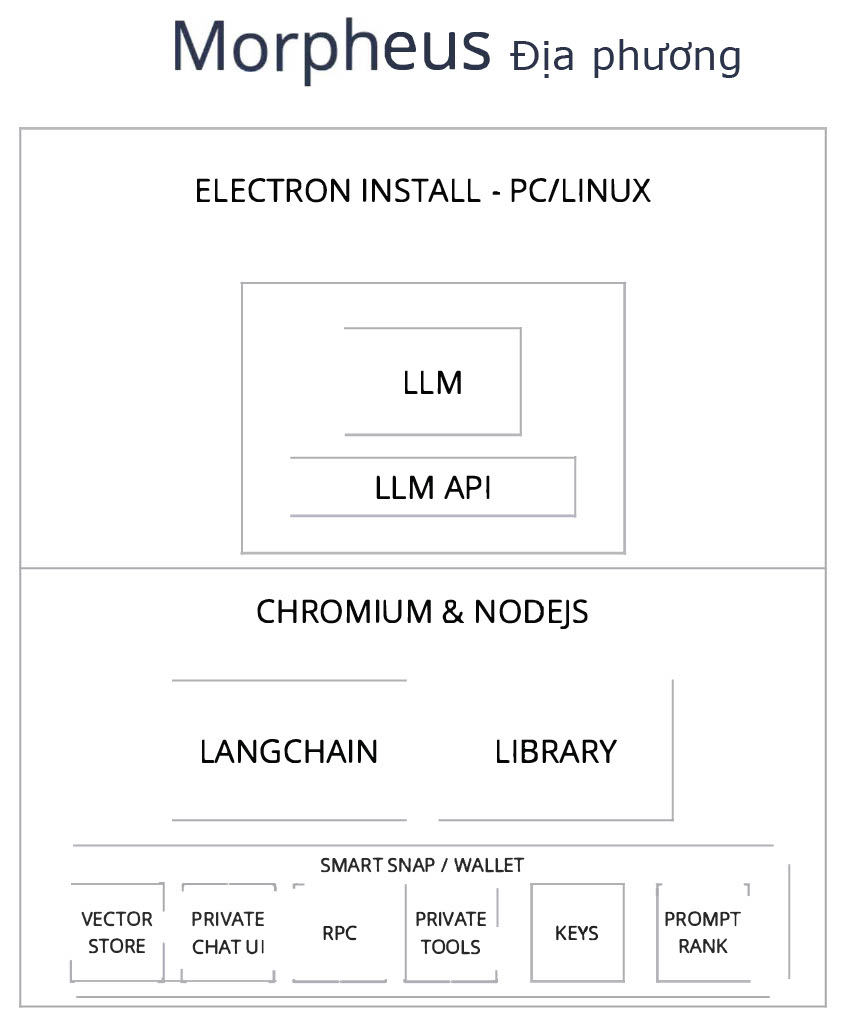 Morpheus Địa phương
ELECTRON INSTALL - PC/LINUX
LLM
LLM API
CHROMIUM & NODEJS
LANGCHAIN
LIBRARY
SMART SNAP / WALLET
VECTOR
STORE
PRIVATE
CHAT UI
RPC
PRIVATE
TOOLS
KEYS
PROMPT
RANK